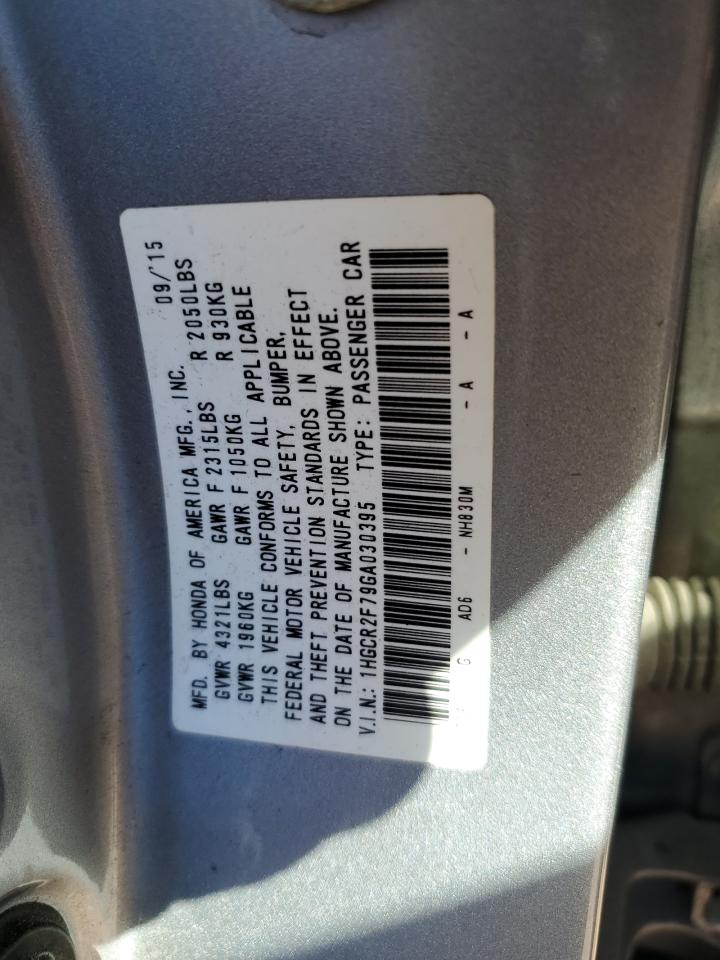 MFD. BY HONDA OF AMERICA MFG., INC. 09/'15
GVWR 4321LBS GAWR F 2315LBS R 2050LBS
GVWR 1960KG GAWR F 1050KG R 930KG
THIS VEHICLE CONFORMS TO ALL APPLICABLE
FEDERAL MOTOR VEHICLE SAFETY, BUMPER,
AND THEFT PREVENTION STANDARDS IN EFFECT
ON THE DATE OF MANUFACTURE SHOWN ABOVE.
V.I.N.: 1HGCR2F79GA030395 TYPE: PASSENGER CAR
G AD6 - NH830M - A - A